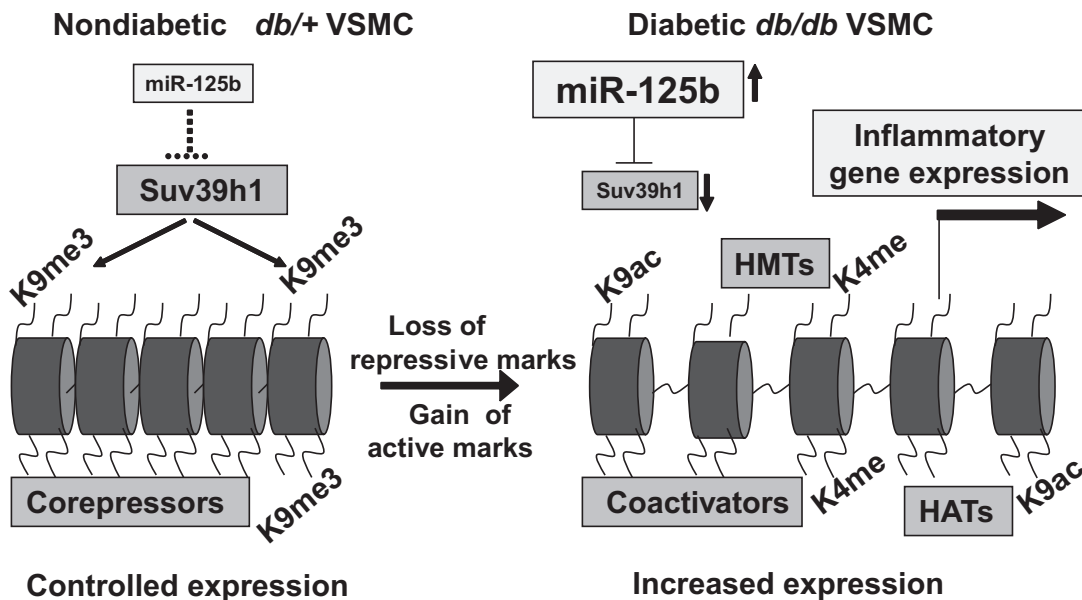 Nondiabetic db/+ VSMC
miR-125b
Suv39h1
K9me3
K9me3
Corepressors
K9me3
Controlled expression
Loss of
repressive marks
Gain of
active marks
Diabetic db/db VSMC
miR-125b
Suv39h1
Inflammatory
gene expression
K9ac
HMTs
K4me
Coactivators
K4me
HATs
K9ac
Increased expression